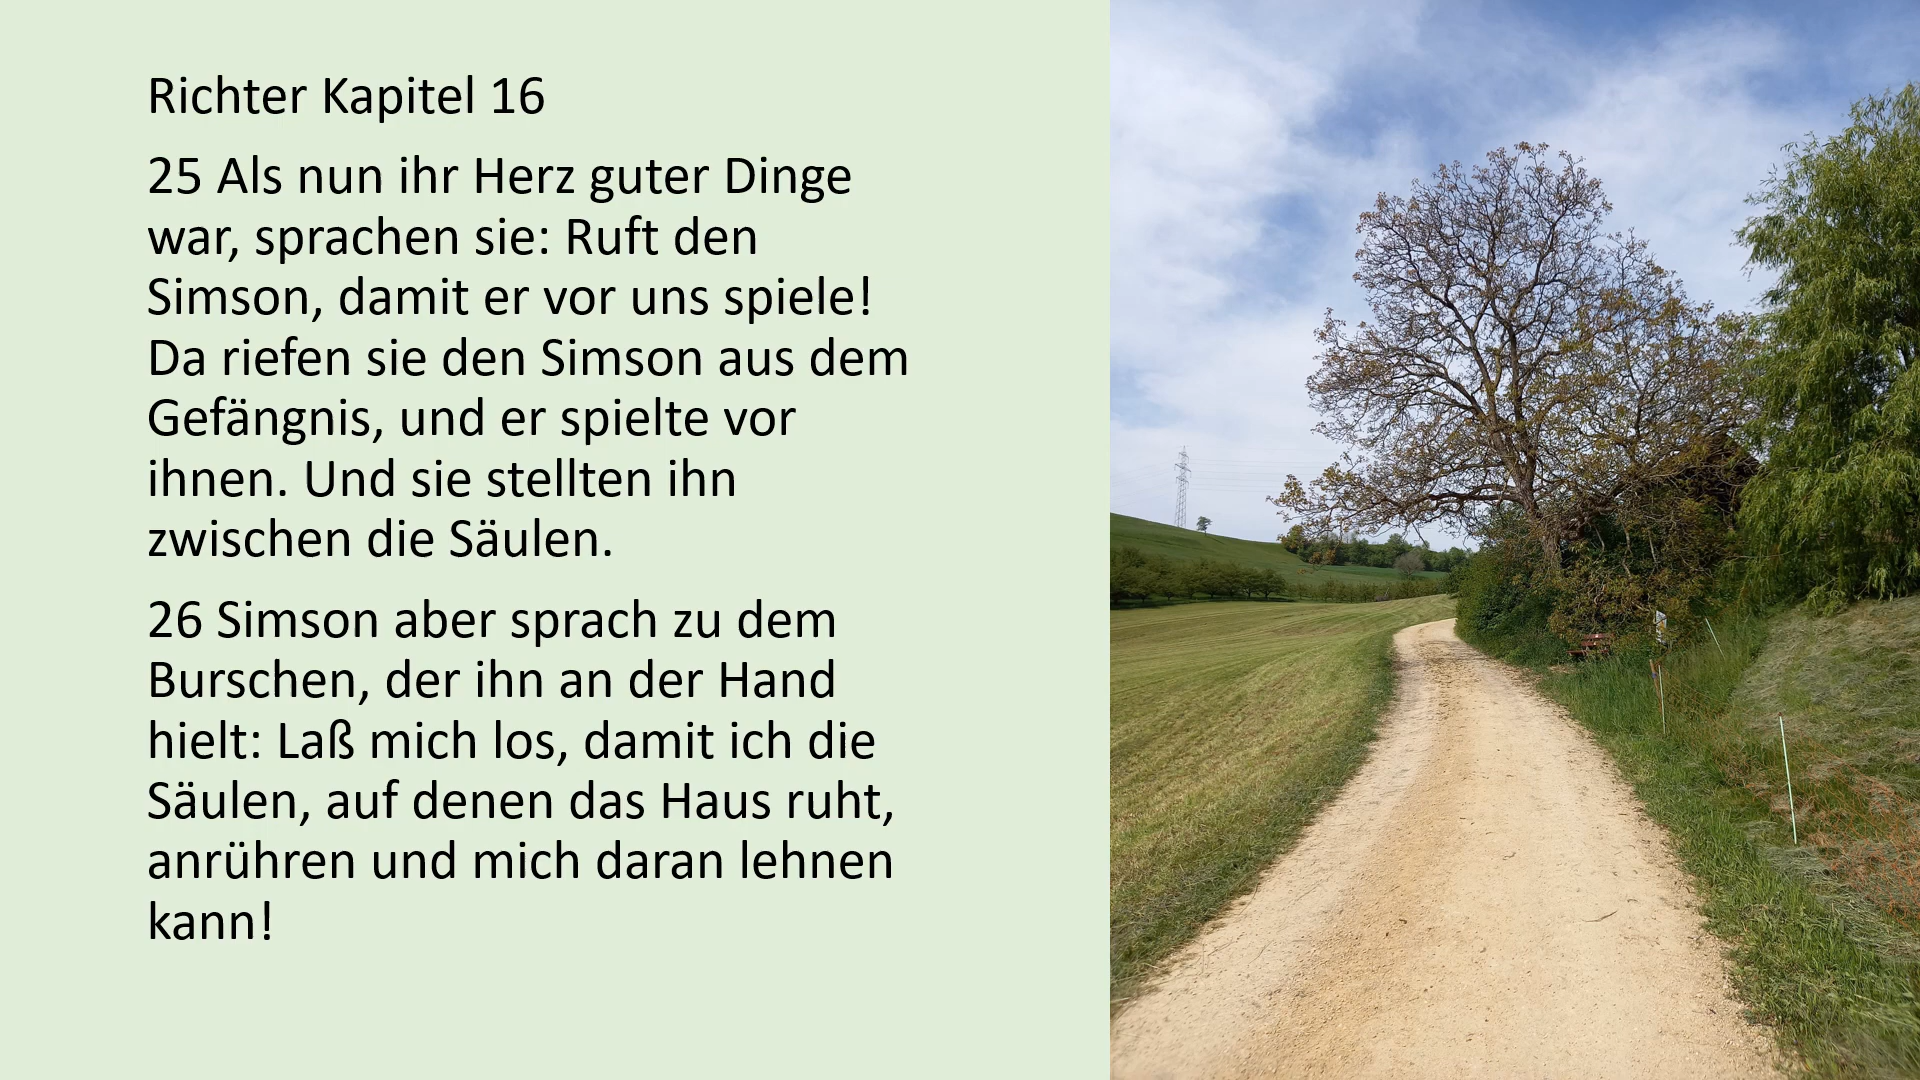 Richter Kapitel 16
25 Als nun ihr Herz guter Dinge
war, sprachen sie: Ruft den
Simson, damit er vor uns spiele!
Da riefen sie den Simson aus dem
Gefängnis, und er spielte vor
ihnen. Und sie stellten ihn
zwischen die Säulen.
26 Simson aber sprach zu dem
Burschen, der ihn an der Hand
hielt: Laß mich los, damit ich die
Säulen, auf denen das Haus ruht,
anrühren und mich daran lehnen
kann!